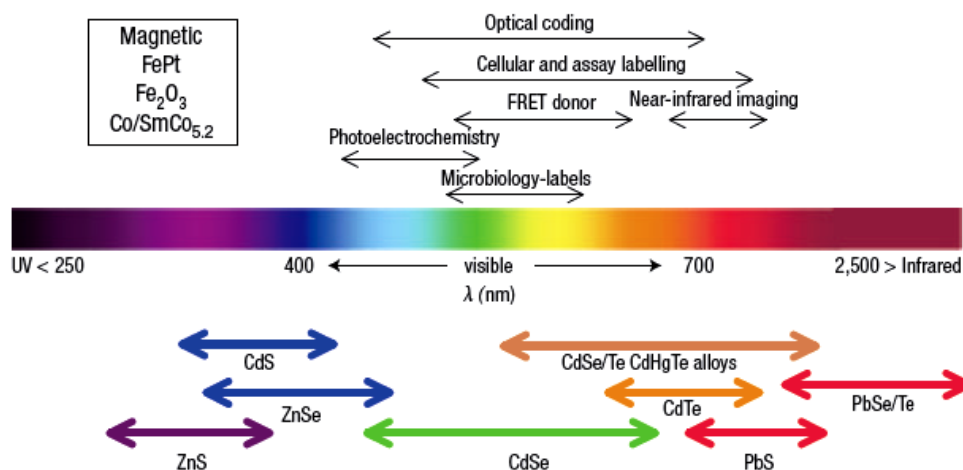 Magnetic
FePt
Fe₂O₃
Co/SmCo₅.₂
Optical coding
Cellular and assay labelling
FRET donor
Near-infrared imaging
Photoelectrochemistry
Microbiology-labels
UV < 250 400 visible 700 2,500 > Infrared
λ (nm)
CdS
CdSe/Te CdHgTe alloys
ZnSe
CdTe
PbSe/Te
ZnS
CdSe
PbS